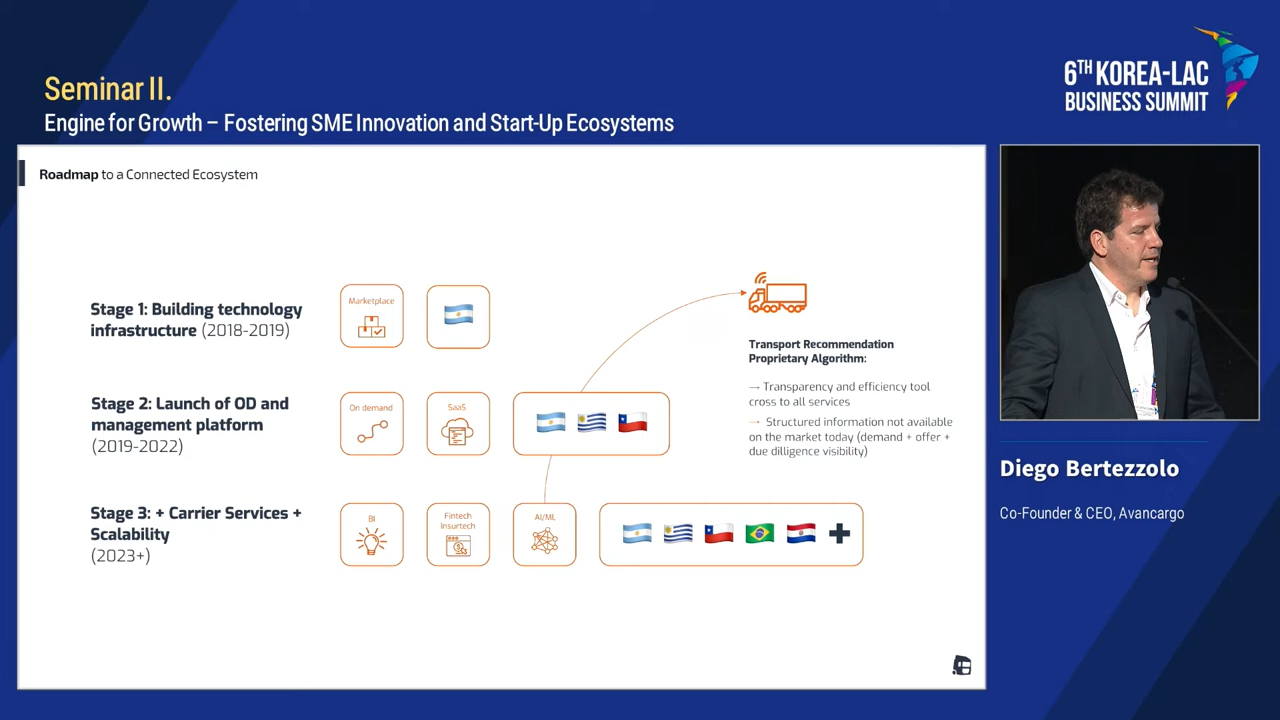 Seminar II.
Engine for Growth – Fostering SME Innovation and Start-Up Ecosystems
6TH KOREA-LAC
BUSINESS SUMMIT
Roadmap to a Connected Ecosystem
Stage 1: Building technology
infrastructure (2018-2019)
Marketplace
Stage 2: Launch of OD and
management platform
(2019-2022)
On demand
SaaS
Stage 3: + Carrier Services +
Scalability
(2023+)
BI
Fintech
Insurtech
AI/ML
Transport Recommendation
Proprietary Algorithm:
→ Transparency and efficiency tool
cross to all services
→ Structured information not available
on the market today (demand + offer +
due dilligence visibility)
Diego Bertezzolo
Co-Founder & CEO, Avancargo